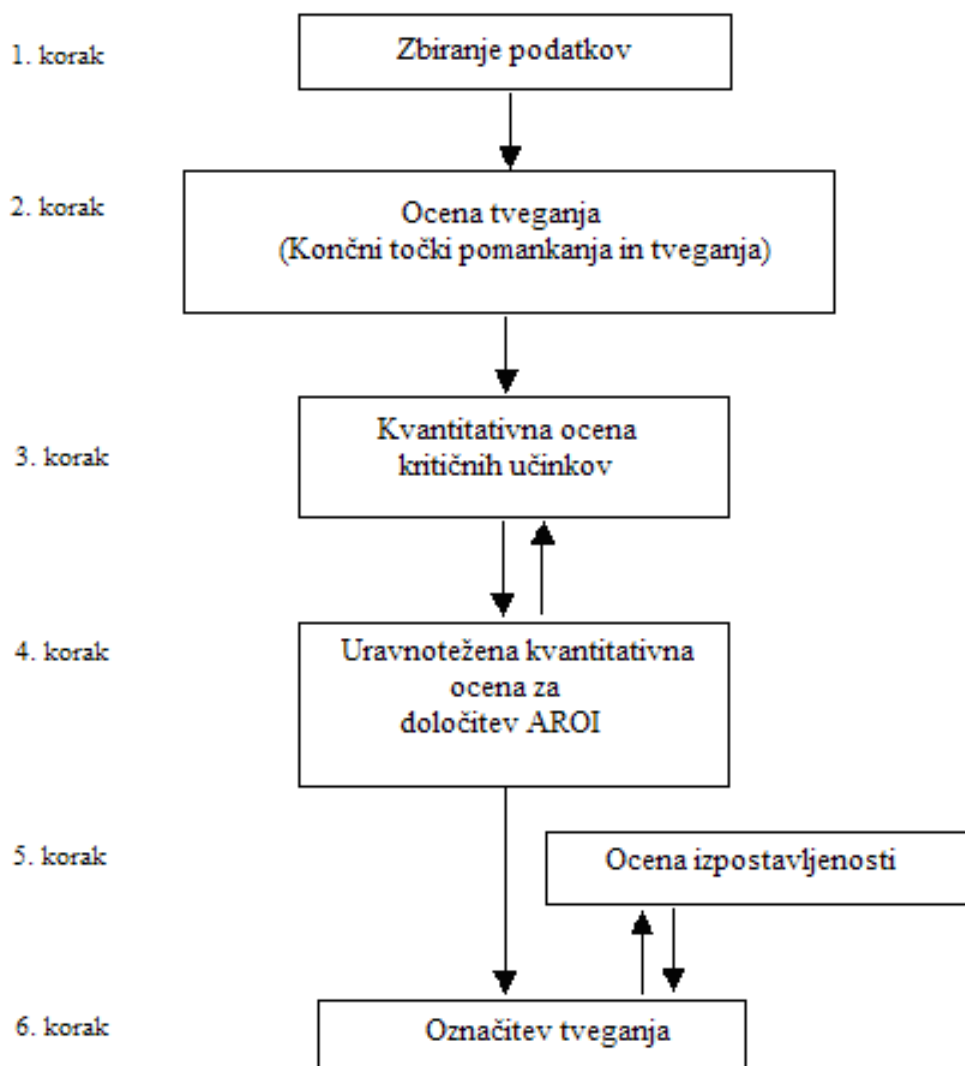 1. korak
Zbiranje podatkov
2. korak
Ocena tveganja
(Končni točki pomankanja in tveganja)
3. korak
Kvantitativna ocena
kritičnih učinkov
4. korak
Uravnotežena kvantitativna
ocena za
določitev AROI
5. korak
Ocena izpostavljenosti
6. korak
Označitev tveganja